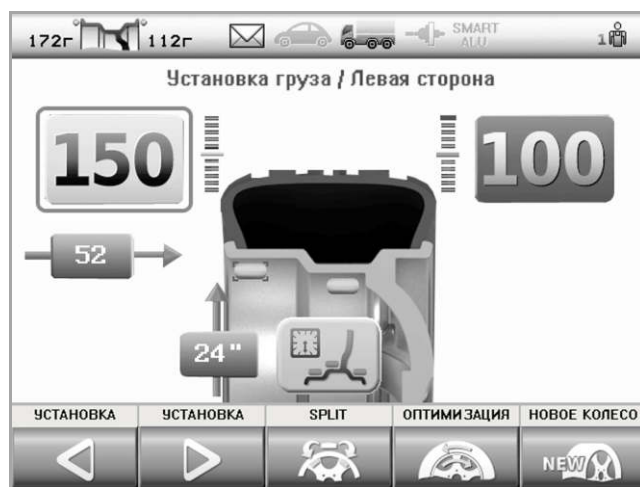 172г 112г SMART
ALU 1
Установка груза / Левая сторона
150 100
52
24"
УСТАНОВКА УСТАНОВКА SPLIT ОПТИМИЗАЦИЯ НОВОЕ КОЛЕСО
NEW